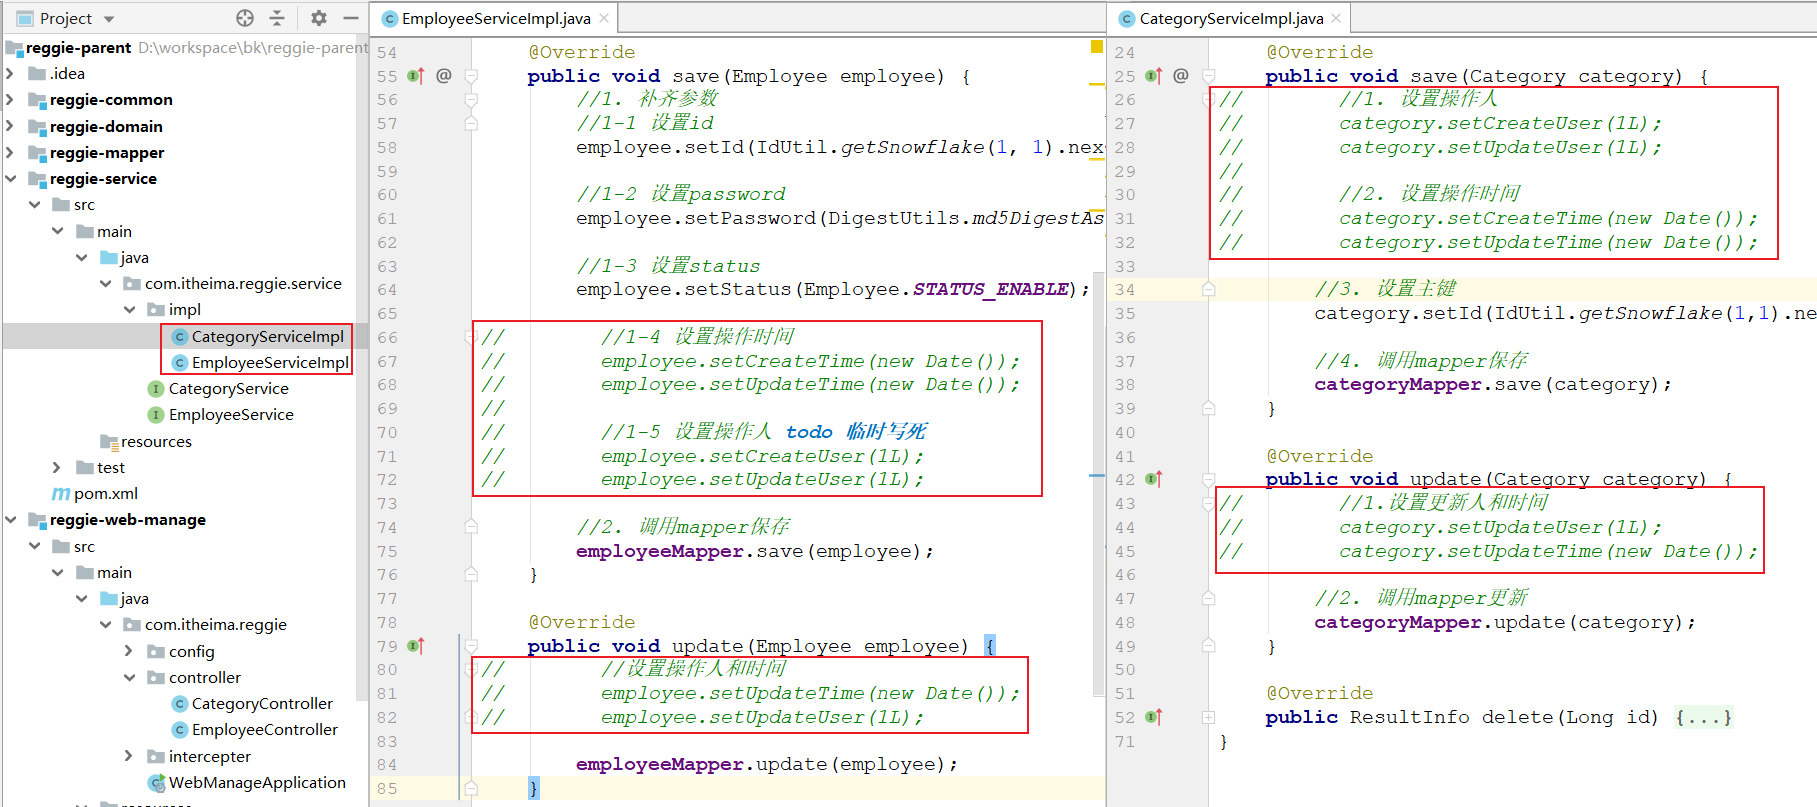 Project
reggie-parent D:\workspace\bk\reggie-parent
.idea
reggie-common
reggie-domain
reggie-mapper
reggie-service
src
main
java
com.itheima.reggie.service
impl
CategoryServiceImpl
EmployeeServiceImpl
CategoryService
EmployeeService
resources
test
pom.xml
reggie-web-manage
src
main
java
com.itheima.reggie
config
controller
CategoryController
EmployeeController
intercepter
WebManageApplication
resources
EmployeeServiceImpl.java
54 @Override
55 public void save(Employee employee) {
56 //1. 补齐参数
57 //1-1 设置id
58 employee.setId(IdUtil.getSnowflake(1, 1).nex
59
60 //1-2 设置password
61 employee.setPassword(DigestUtils.md5DigestAs
62
63 //1-3 设置status
64 employee.setStatus(Employee.STATUS_ENABLE);
65
66 // //1-4 设置操作时间
67 // employee.setCreateTime(new Date());
68 // employee.setUpdateTime(new Date());
69 //
70 // //1-5 设置操作人 todo 临时写死
71 // employee.setCreateUser(1L);
72 // employee.setUpdateUser(1L);
73
74 //2. 调用mapper保存
75 employeeMapper.save(employee);
76 }
77
78 @Override
79 public void update(Employee employee) {
80 // //设置操作人和时间
81 // employee.setUpdateTime(new Date());
82 // employee.setUpdateUser(1L);
83
84 employeeMapper.update(employee);
85 }
CategoryServiceImpl.java
24 @Override
25 public void save(Category category) {
26 // //1. 设置操作人
27 // category.setCreateUser(1L);
28 // category.setUpdateUser(1L);
29 //
30 // //2. 设置操作时间
31 // category.setCreateTime(new Date());
32 // category.setUpdateTime(new Date());
33
34 //3. 设置主键
35 category.setId(IdUtil.getSnowflake(1,1).ne
36
37 //4. 调用mapper保存
38 categoryMapper.save(category);
39 }
40
41 @Override
42 public void update(Category category) {
43 // //1.设置更新人和时间
44 // category.setUpdateUser(1L);
45 // category.setUpdateTime(new Date());
46
47 //2. 调用mapper更新
48 categoryMapper.update(category);
49 }
50
51 @Override
52 public ResultInfo delete(Long id) {...}
71 }